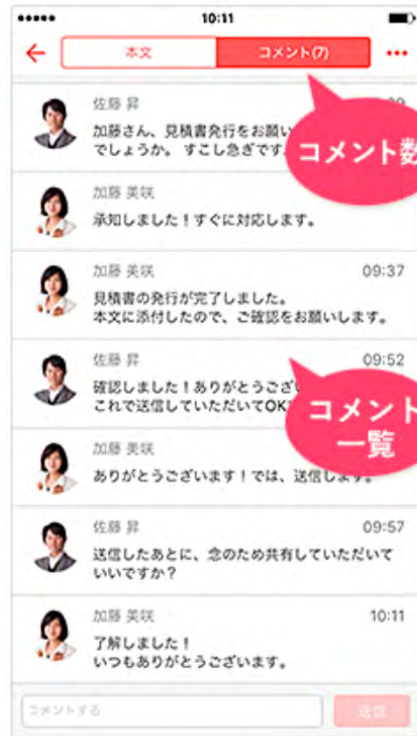 10:11
本文
コメント(7)
佐藤 昇
加藤さん、見積書発行をお願い
でしょうか。 すこし急ぎです
コメント数
加藤 美咲
承知しました！すぐに対応します。
加藤 美咲 09:37
見積書の発行が完了しました。
本文に添付したので、ご確認をお願いします。
佐藤 昇 09:52
確認しました！ありがとうござい
これで送信していただいてOK
コメント
一覧
加藤 美咲
ありがとうございます！では、送信します。
佐藤 昇 09:57
送信したあとに、念のため共有していただいて
いいですか？
加藤 美咲 10:11
了解しました！
いつもありがとうございます。
コメントする
送信